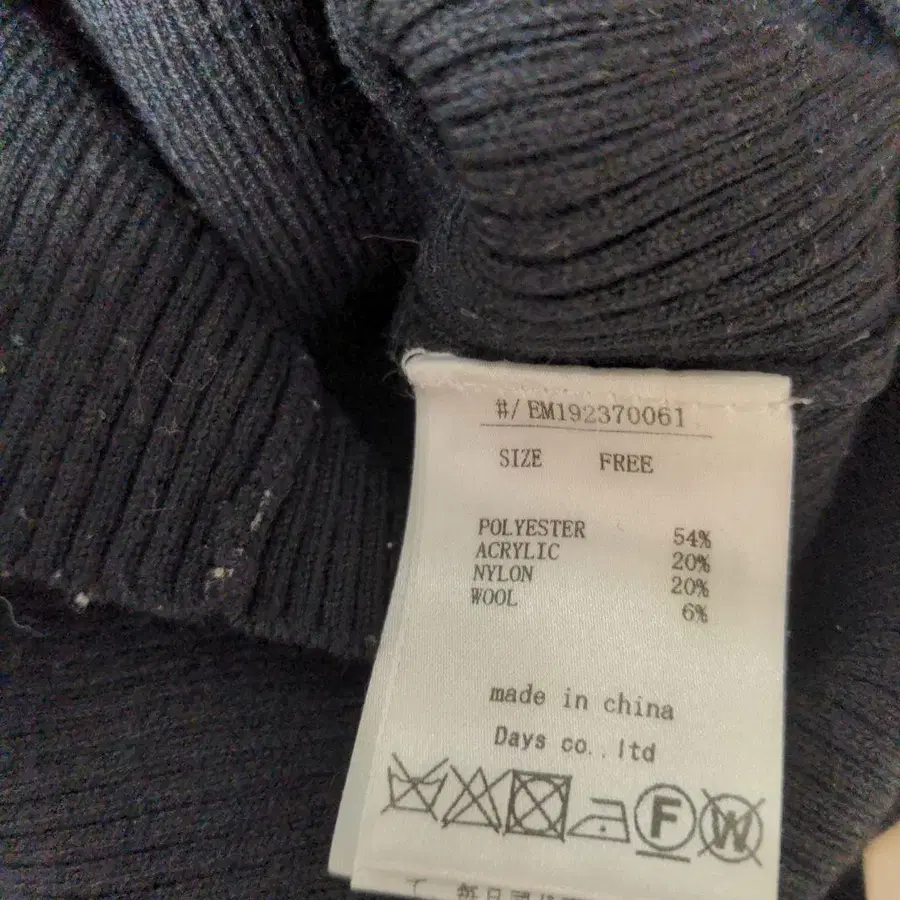 #/ EM192370061
SIZE FREE
POLYESTER 54%
ACRYLIC 20%
NYLON 20%
WOOL 6%
made in china
Days co.,ltd
F W